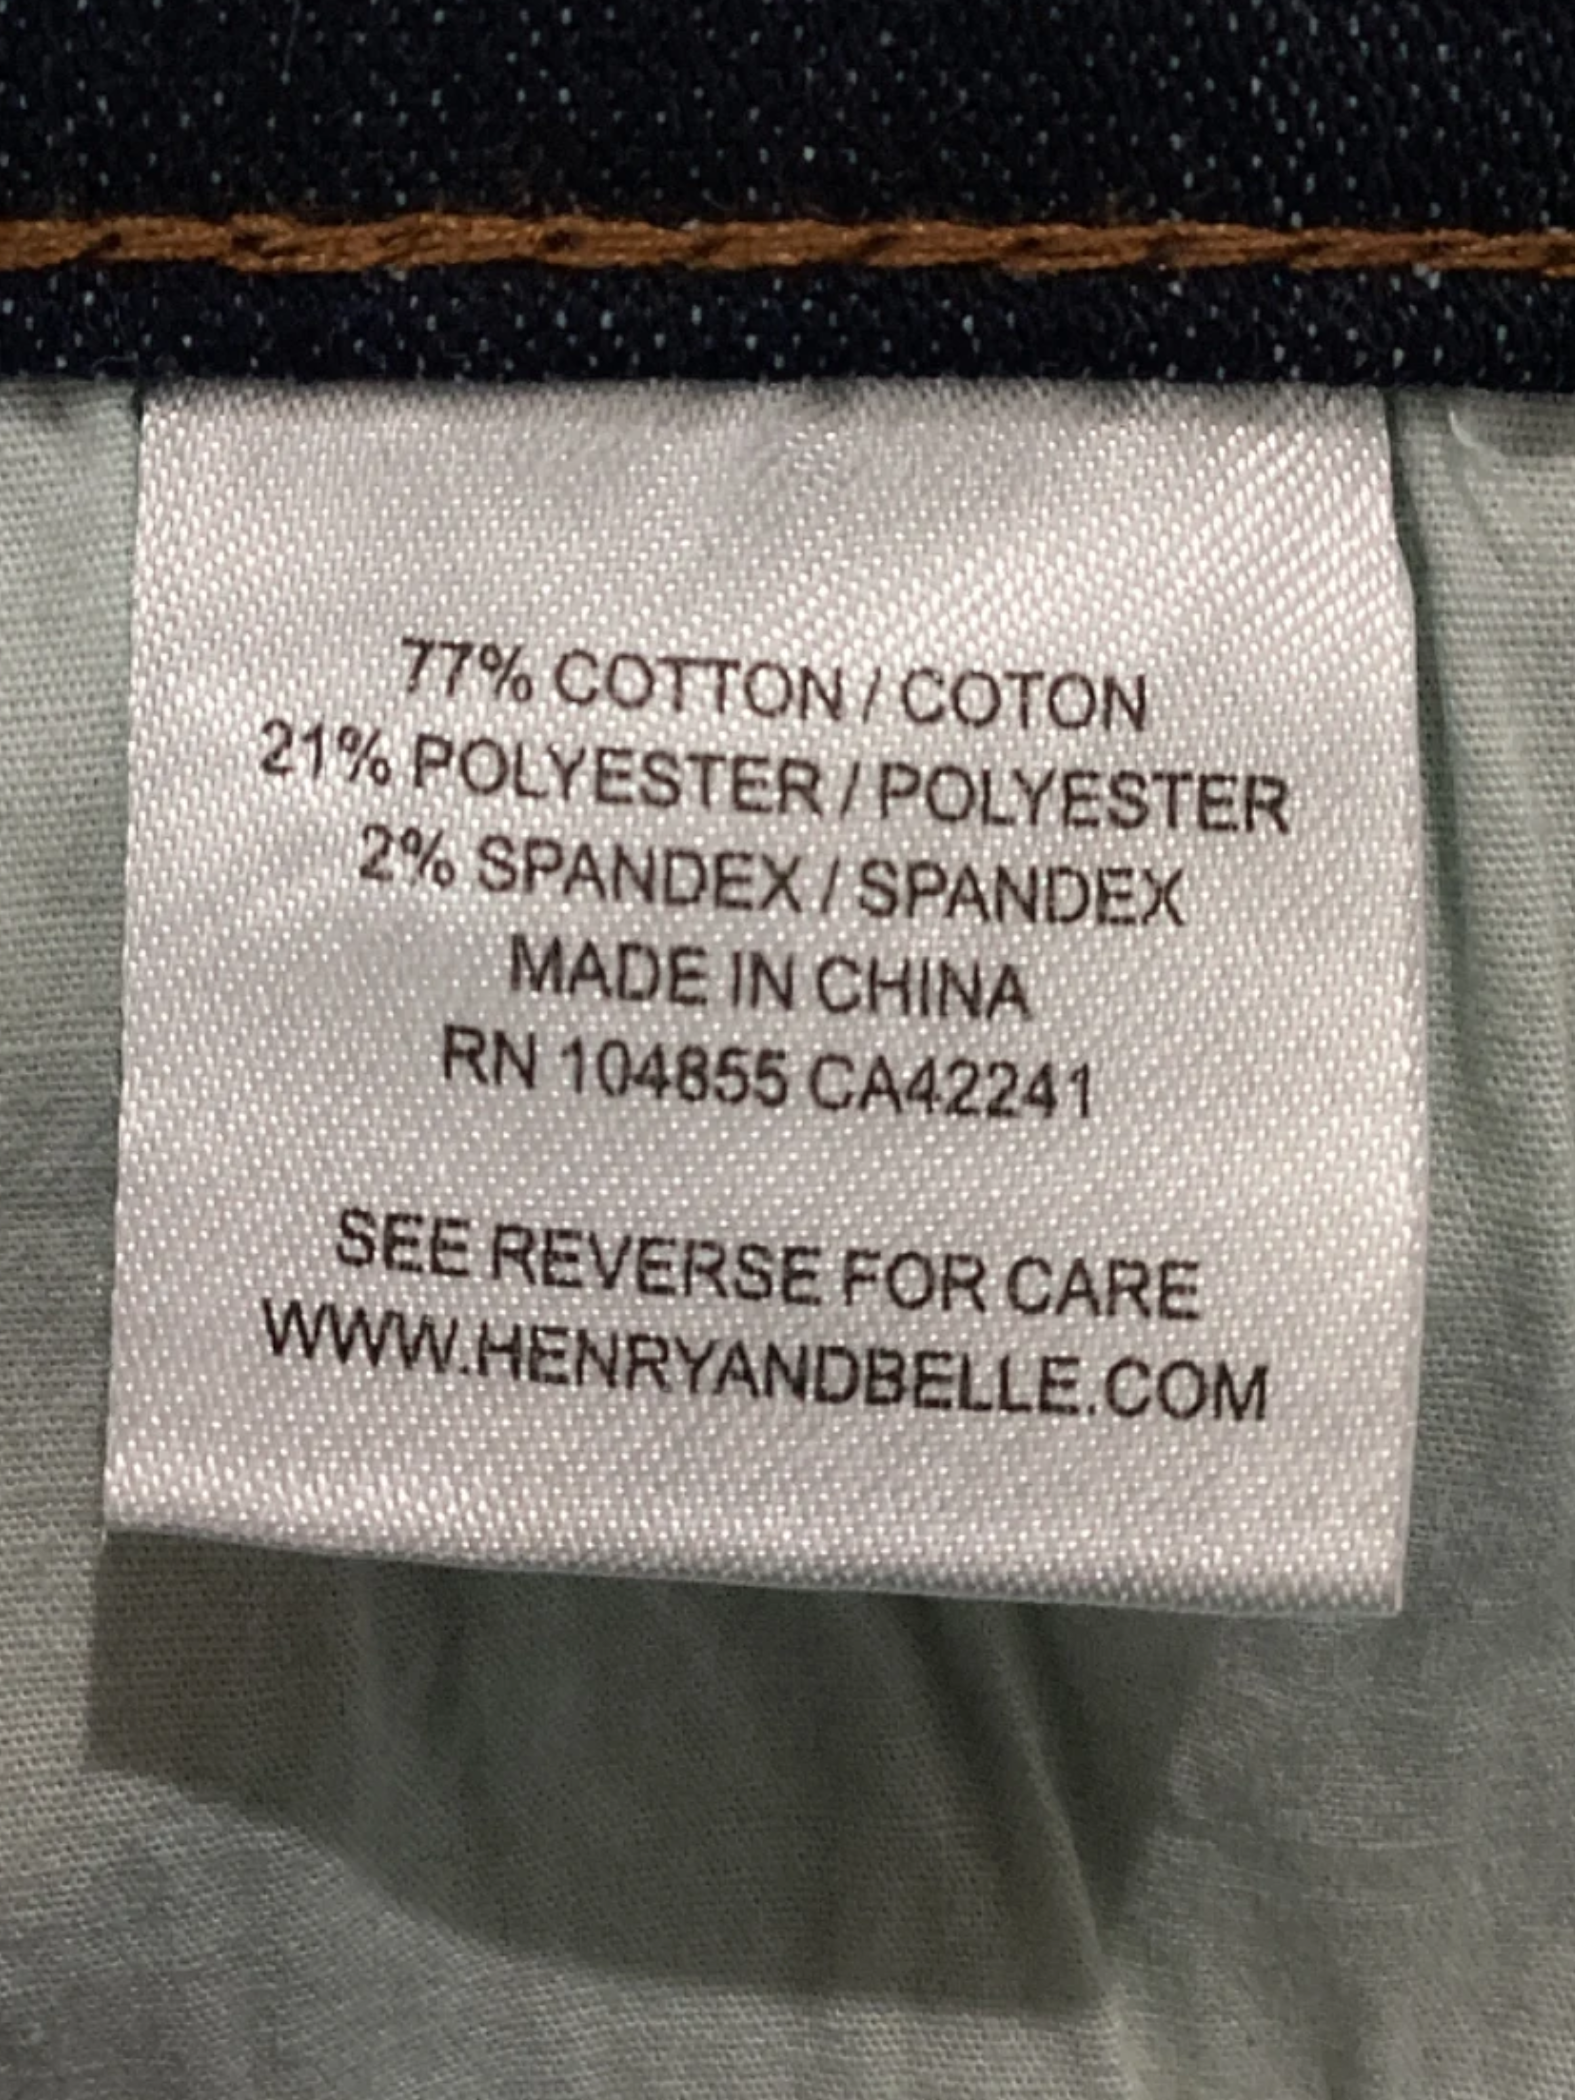 77% COTTON / COTON
21% POLYESTER / POLYESTER
2% SPANDEX / SPANDEX
MADE IN CHINA
RN 104855 CA42241
SEE REVERSE FOR CARE
WWW.HENRYANDBELLE.COM